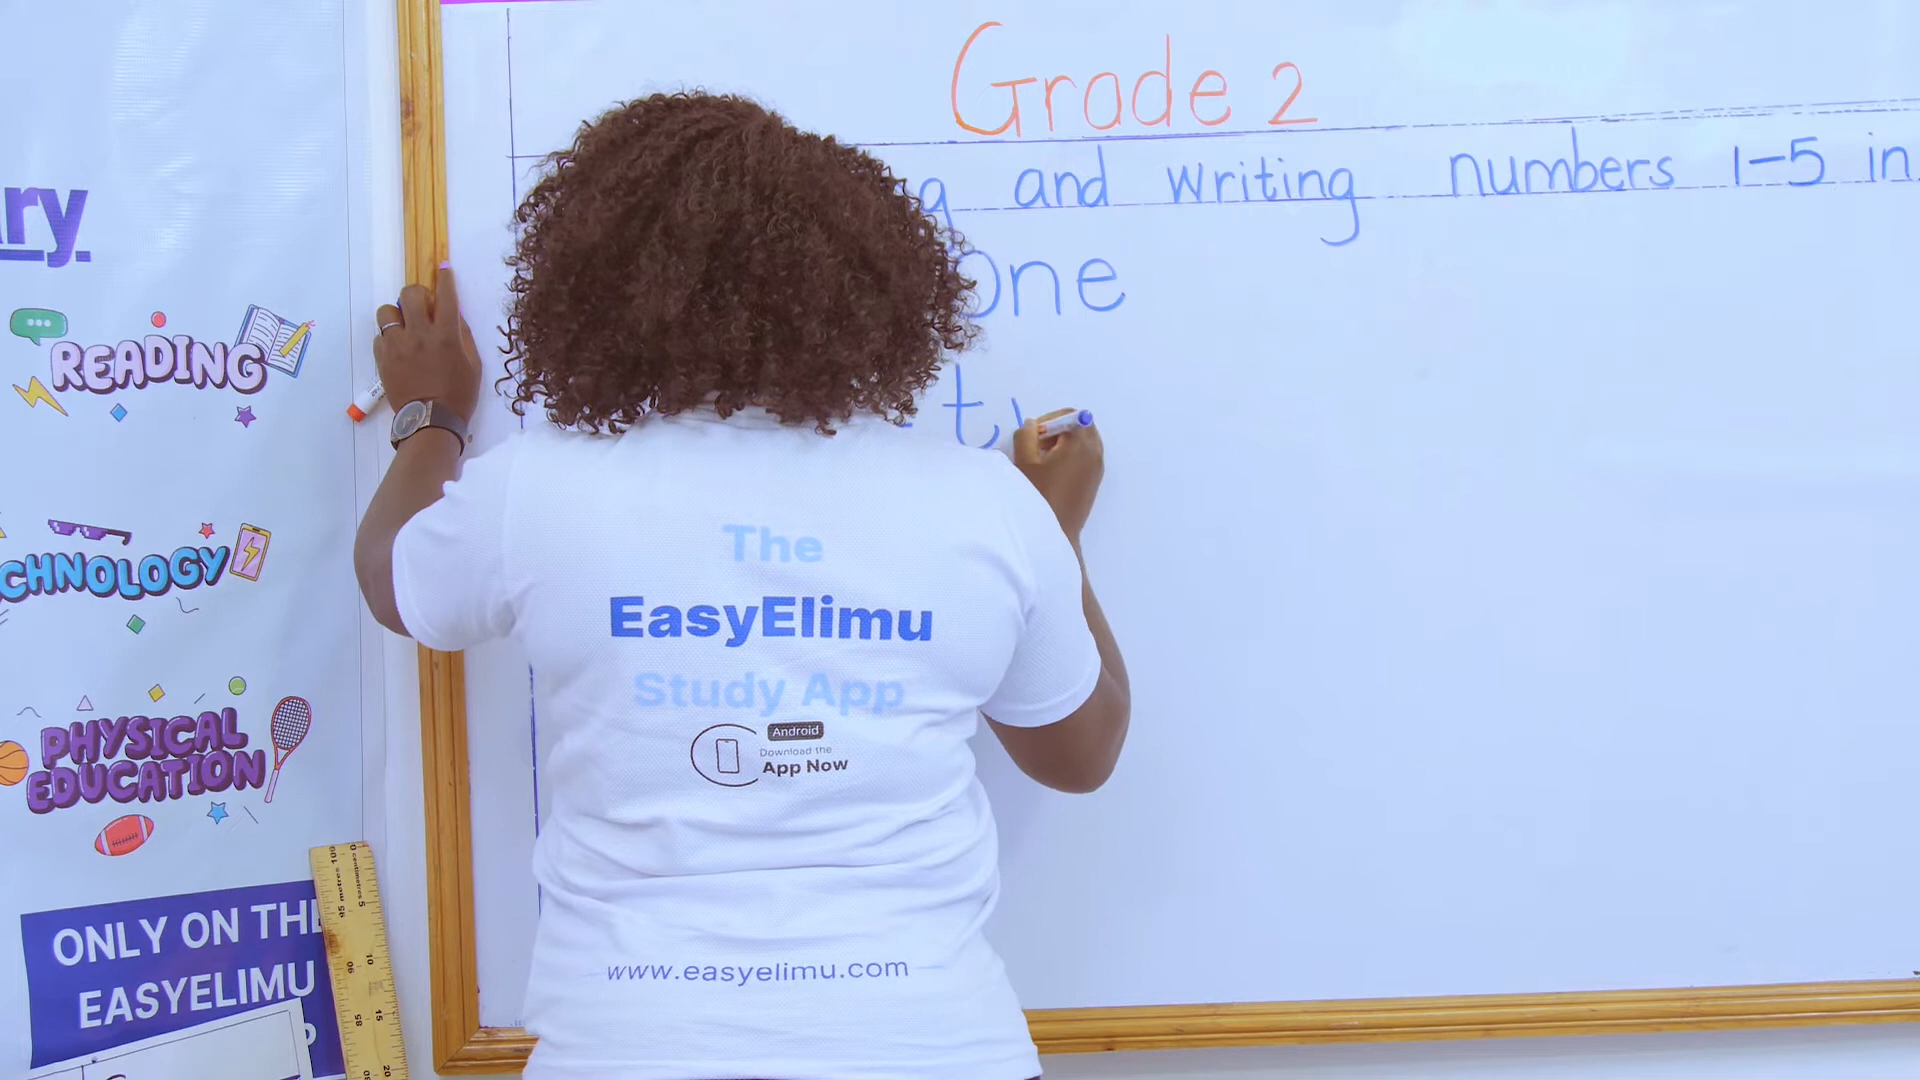 Grade 2
and writing numbers 1-5 in
one
ry.
READING
CHNOLOGY
PHYSICAL
EDUCATION
ONLY ON THE
EASYELIMU
The
EasyElimu
Study App
Android
Download the
App Now
www.easyelimu.com